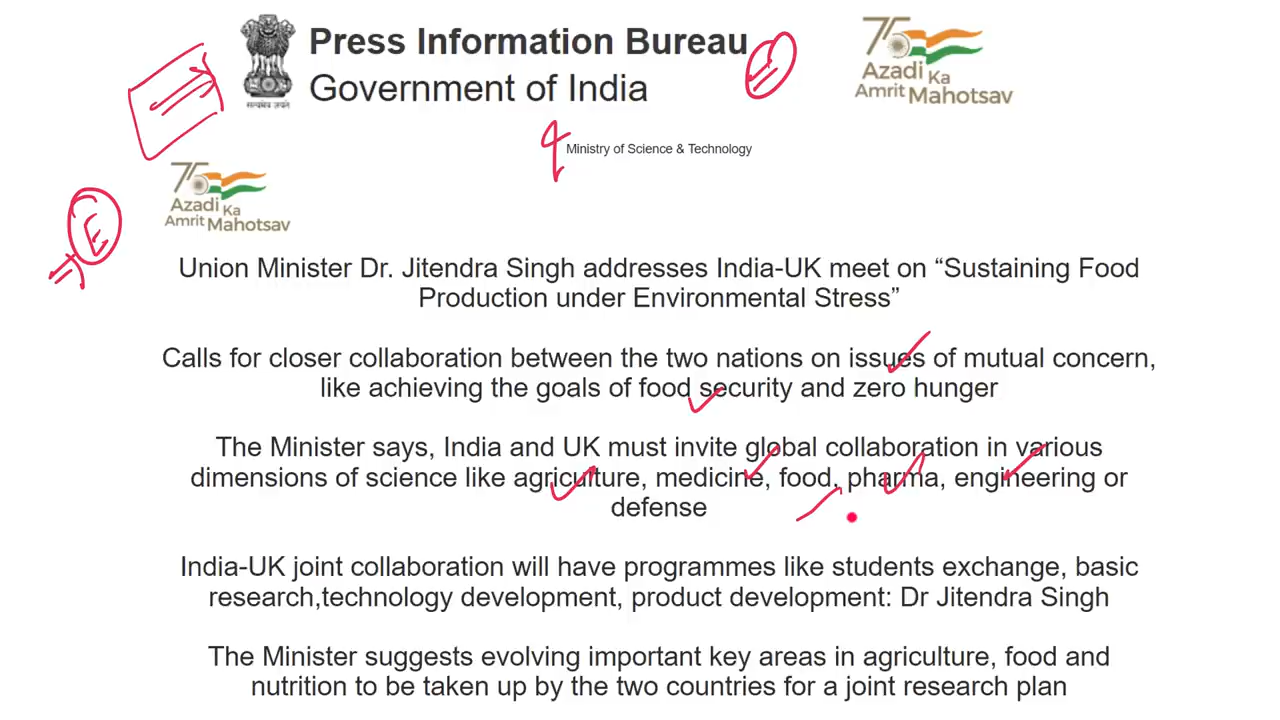 Press Information Bureau
Government of India
75
Azadi Ka
Amrit Mahotsav
Ministry of Science & Technology
75
Azadi Ka
Amrit Mahotsav
E
Union Minister Dr. Jitendra Singh addresses India-UK meet on “Sustaining Food
Production under Environmental Stress”
Calls for closer collaboration between the two nations on issues of mutual concern,
like achieving the goals of food security and zero hunger
The Minister says, India and UK must invite global collaboration in various
dimensions of science like agriculture, medicine, food, pharma, engineering or
defense
India-UK joint collaboration will have programmes like students exchange, basic
research,technology development, product development: Dr Jitendra Singh
The Minister suggests evolving important key areas in agriculture, food and
nutrition to be taken up by the two countries for a joint research plan